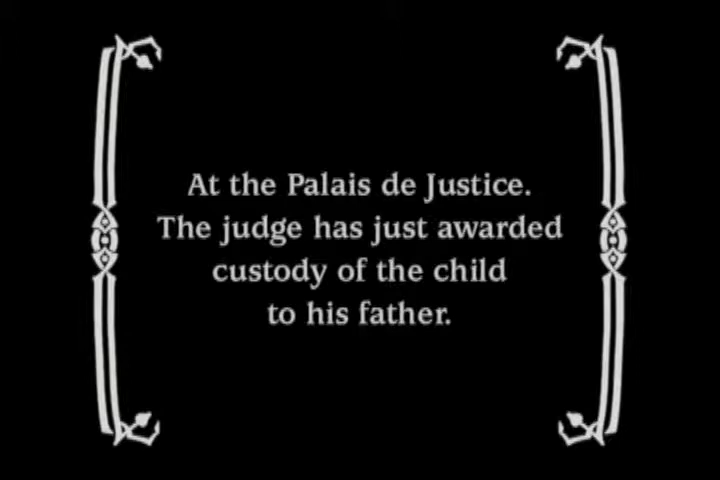 At the Palais de Justice.
The judge has just awarded
custody of the child
to his father.